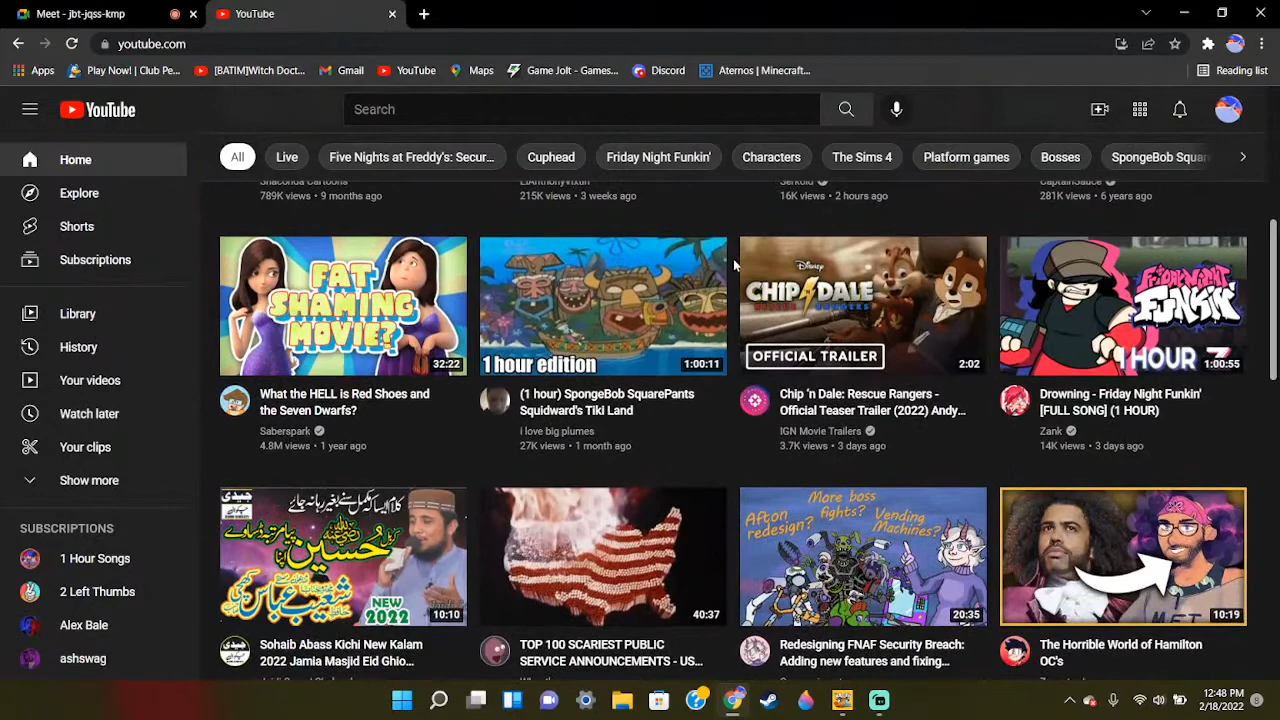 Meet - jbt-jqss-kmp
YouTube
youtube.com
Apps
Play Now! | Club Pe...
[BATIM]Witch Doct...
Gmail
YouTube
Maps
Game Jolt - Games...
Discord
Aternos | Minecraft...
Reading list
YouTube
Search
Home
Explore
Shorts
Subscriptions
Library
History
Your videos
Watch later
Your clips
Show more
SUBSCRIPTIONS
1 Hour Songs
2 Left Thumbs
Alex Bale
ashswag
All
Live
Five Nights at Freddy's: Secur...
Cuphead
Friday Night Funkin'
Characters
The Sims 4
Platform games
Bosses
SpongeBob Squar
Shaconda Cartoons
789K views • 9 months ago
215K views • 3 weeks ago
16K views • 2 hours ago
CaptainSauce
281K views • 6 years ago
FAT
SHAMING
MOVIE?
32:22
What the HELL is Red Shoes and
the Seven Dwarfs?
Saberspark
4.8M views • 1 year ago
1 hour edition
1:00:11
(1 hour) SpongeBob SquarePants
Squidward's Tiki Land
i love big plumes
27K views • 1 month ago
Disney
CHIP DALE
OFFICIAL TRAILER
2:02
Chip 'n Dale: Rescue Rangers -
Official Teaser Trailer (2022) Andy...
IGN Movie Trailers
3.7K views • 3 days ago
FRIDAY NIGHT
FUNKIN'
1 HOUR
1:00:55
Drowning - Friday Night Funkin'
[FULL SONG] (1 HOUR)
Zank
14K views • 3 days ago
حسین
NEW
2022
10:10
Sohaib Abass Kichi New Kalam
2022 Jamia Masjid Eid Ghio...
40:37
TOP 100 SCARIEST PUBLIC
SERVICE ANNOUNCEMENTS - US...
Afton
redesign?
More boss
fights?
Vending
Machines?
20:35
Redesigning FNAF Security Breach:
Adding new features and fixing...
10:19
The Horrible World of Hamilton
OC's
12:48 PM
2/18/2022
8